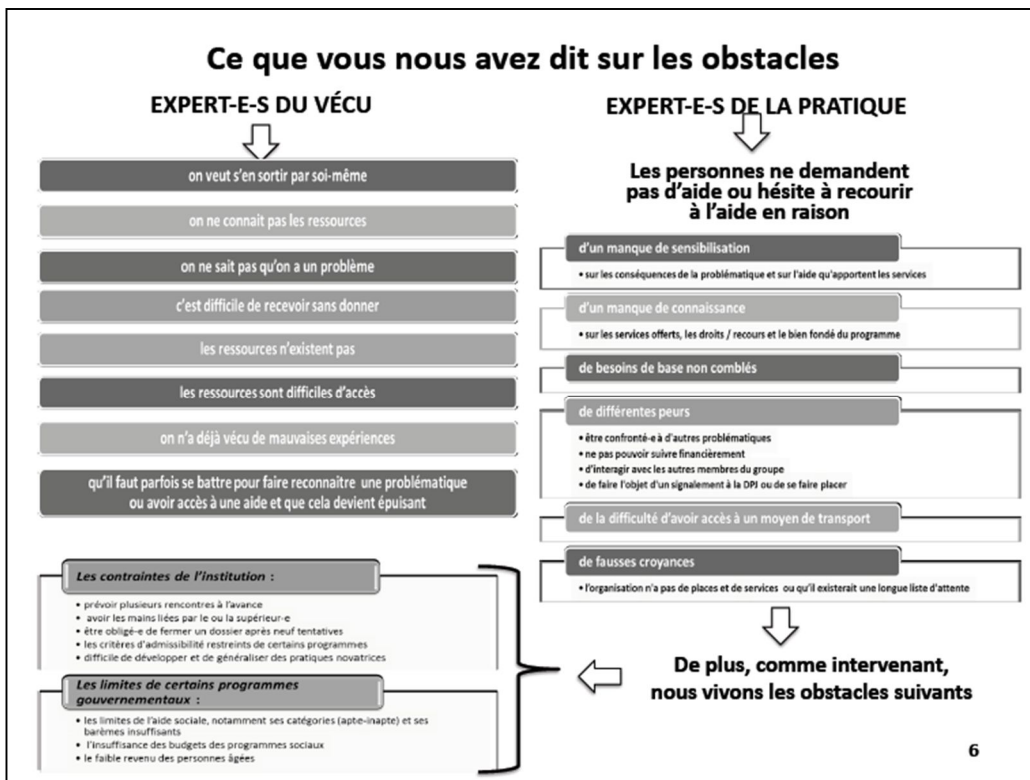 Ce que vous nous avez dit sur les obstacles
EXPERT-E-S DU VÉCU
on veut s'en sortir par soi-même
on ne connait pas les ressources
on ne sait pas qu'on a un problème
c'est difficile de recevoir sans donner
les ressources n'existent pas
les ressources sont difficiles d'accès
on n'a déjà vécu de mauvaises expériences
qu'il faut parfois se battre pour faire reconnaitre une problématique
ou avoir accès à une aide et que cela devient épuisant
EXPERT-E-S DE LA PRATIQUE
Les personnes ne demandent
pas d'aide ou hésite à recourir
à l'aide en raison
d'un manque de sensibilisation
• sur les conséquences de la problématique et sur l'aide qu'apportent les services
d'un manque de connaissance
• sur les services offerts, les droits / recours et le bien fondé du programme
de besoins de base non comblés
de différentes peurs
• être confronté-e à d'autres problématiques
• ne pas pouvoir suivre financièrement
• d'interagir avec les autres membres du groupe
• de faire l'objet d'un signalement à la DPJ ou de se faire placer
de la difficulté d'avoir accès à un moyen de transport
de fausses croyances
• l'organisation n'a pas de places et de services ou qu'il existerait une longue liste d'attente
De plus, comme intervenant,
nous vivons les obstacles suivants
Les contraintes de l'institution :
• prévoir plusieurs rencontres à l'avance
• avoir les mains liées par le ou la supérieur-e
• être obligé-e de fermer un dossier après neuf tentatives
• les critères d'admissibilité restreints de certains programmes
• difficile de développer et de généraliser des pratiques novatrices
Les limites de certains programmes
gouvernementaux :
• les limites de l'aide sociale, notamment ses catégories (apte-inapte) et ses
barèmes insuffisants
• l'insuffisance des budgets des programmes sociaux
• le faible revenu des personnes âgées
6